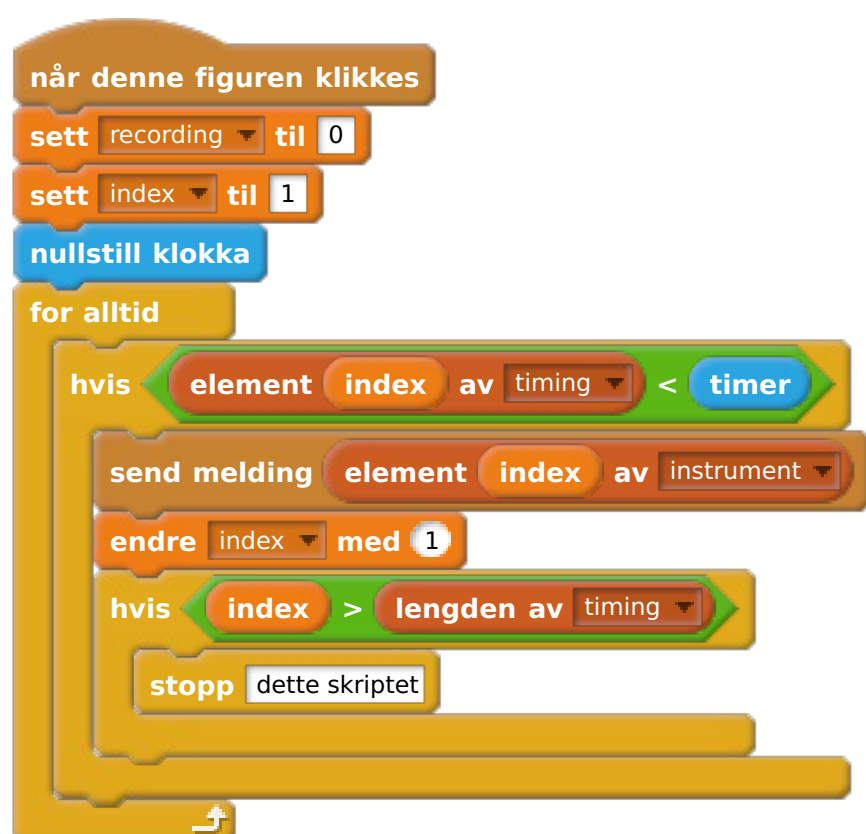 når denne figuren klikkes
sett recording til 0
sett index til 1
nullstill klokka
for alltid
hvis element index av timing < timer
send melding element index av instrument
endre index med 1
hvis index > lengden av timing
stopp dette skriptet